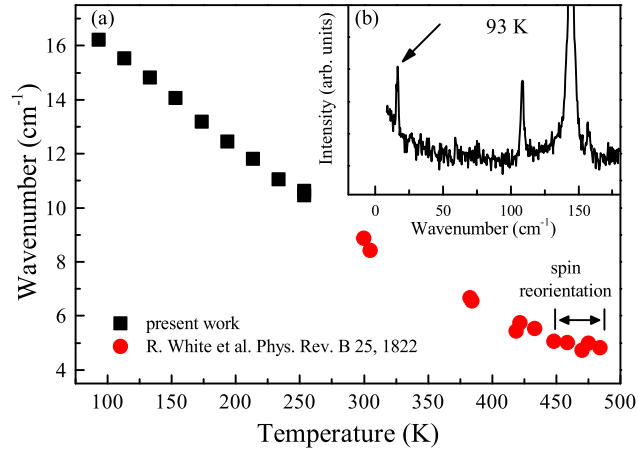 (a)
(b)
93 K
Intensity (arb. units)
0
50
100
150
Wavenumber (cm⁻¹)
16
14
12
10
8
6
4
Wavenumber (cm⁻¹)
spin
reorientation
present work
R. White et al. Phys. Rev. B 25, 1822
100
150
200
250
300
350
400
450
500
Temperature (K)